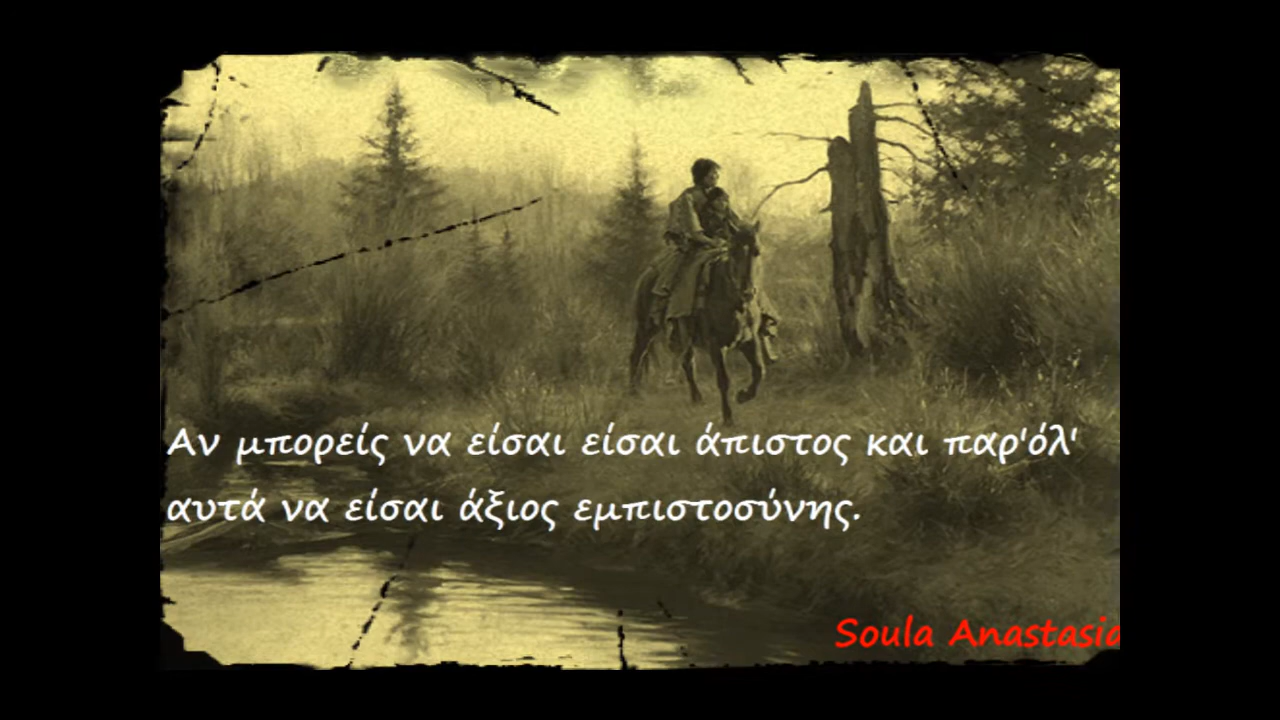 Αν μπορείς να είσαι είσαι άπιστος και παρ'όλ'
αυτά να είσαι άξιος εμπιστοσύνης.
Soula Anastasia